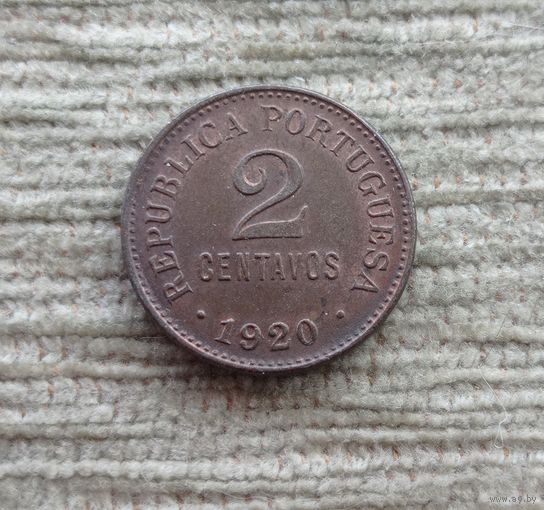 REPUBLICA PORTUGUESA
2
CENTAVOS
· 1920 ·
www.ay.by